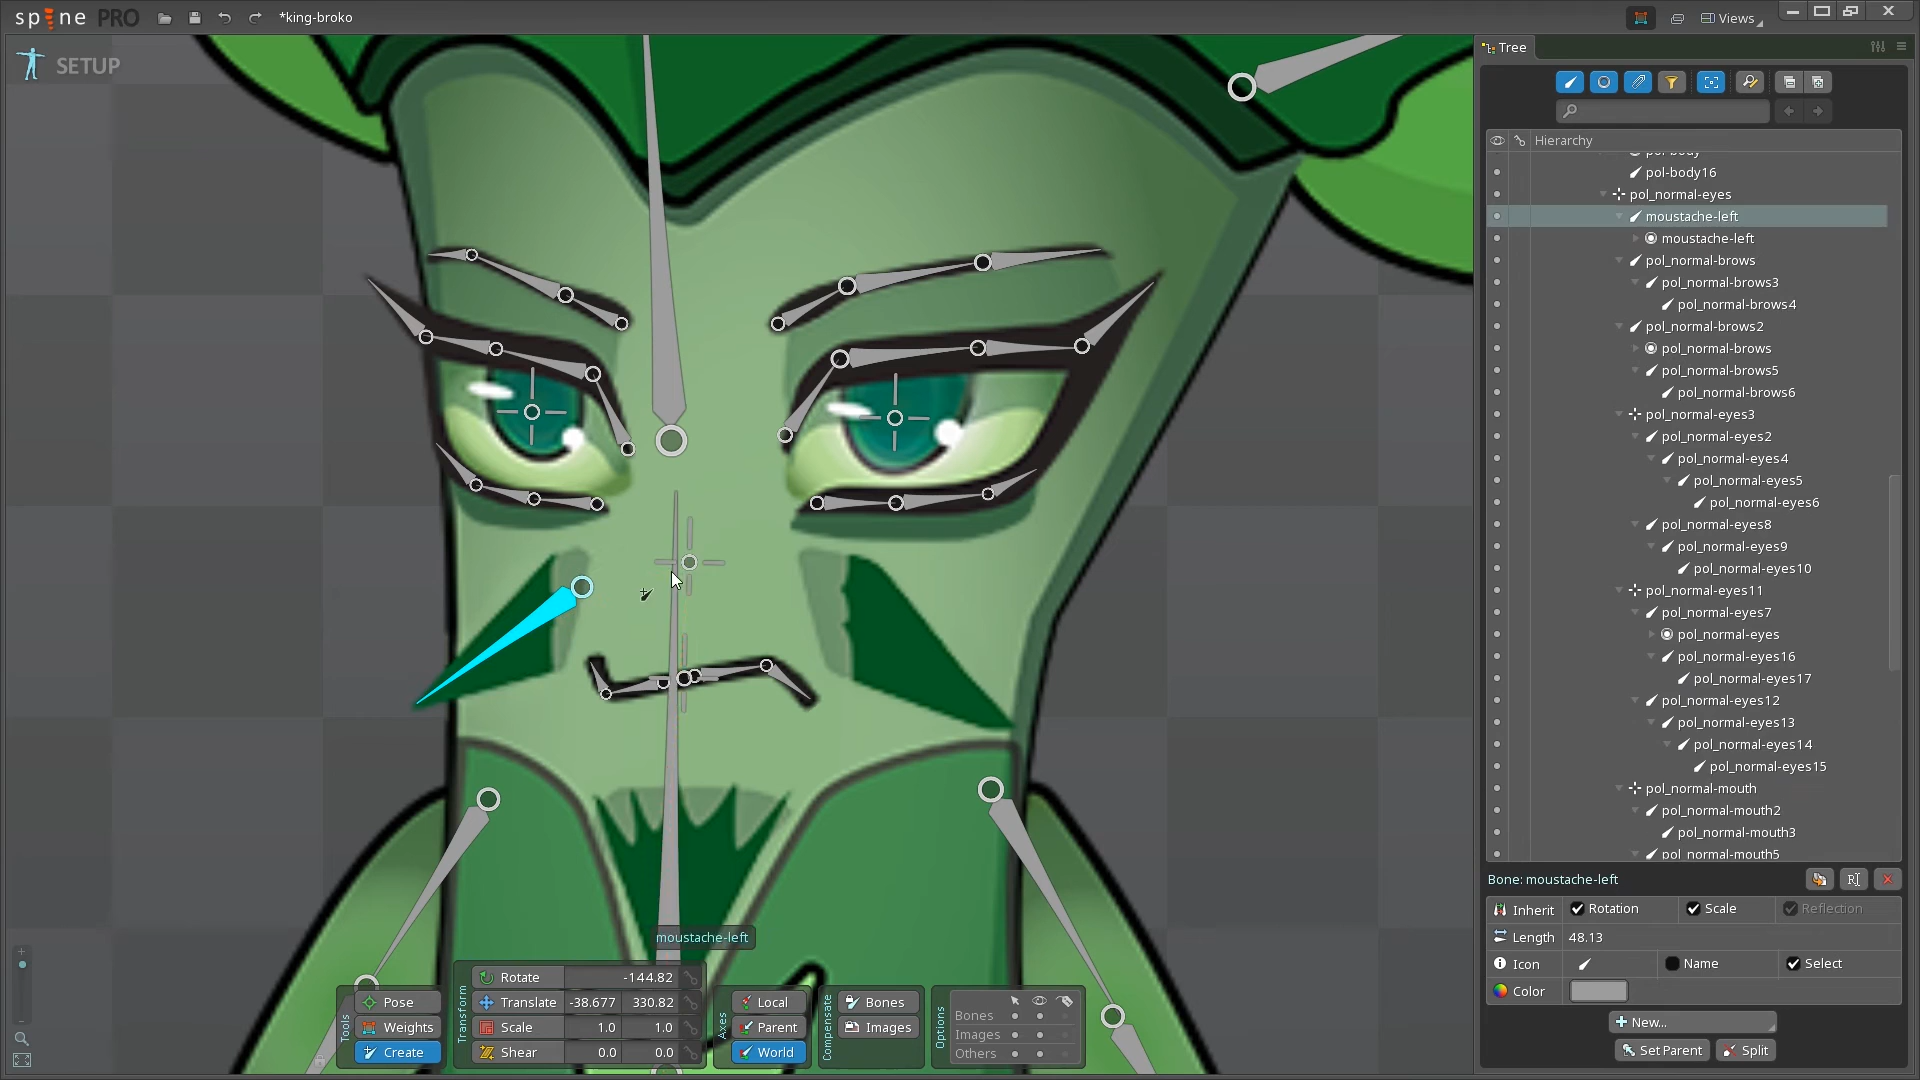 spine PRO
*king-broko
Views
SETUP
Tree
Hierarchy
pol-body
pol-body16
pol_normal-eyes
moustache-left
moustache-left
pol_normal-brows
pol_normal-brows3
pol_normal-brows4
pol_normal-brows2
pol_normal-brows
pol_normal-brows5
pol_normal-brows6
pol_normal-eyes3
pol_normal-eyes2
pol_normal-eyes4
pol_normal-eyes5
pol_normal-eyes6
pol_normal-eyes8
pol_normal-eyes9
pol_normal-eyes10
pol_normal-eyes11
pol_normal-eyes7
pol_normal-eyes
pol_normal-eyes16
pol_normal-eyes17
pol_normal-eyes12
pol_normal-eyes13
pol_normal-eyes14
pol_normal-eyes15
pol_normal-mouth
pol_normal-mouth2
pol_normal-mouth3
pol_normal-mouth5
Bone: moustache-left
Inherit Rotation Scale Reflection
Length 48.13
Icon Name Select
Color
New...
Set Parent Split
moustache-left
Tools
Pose
Weights
Create
Transform
Rotate -144.82
Translate -38.677 330.82
Scale 1.0 1.0
Shear 0.0 0.0
Axes
Local
Parent
World
Compensate
Bones
Images
Options
Bones
Images
Others